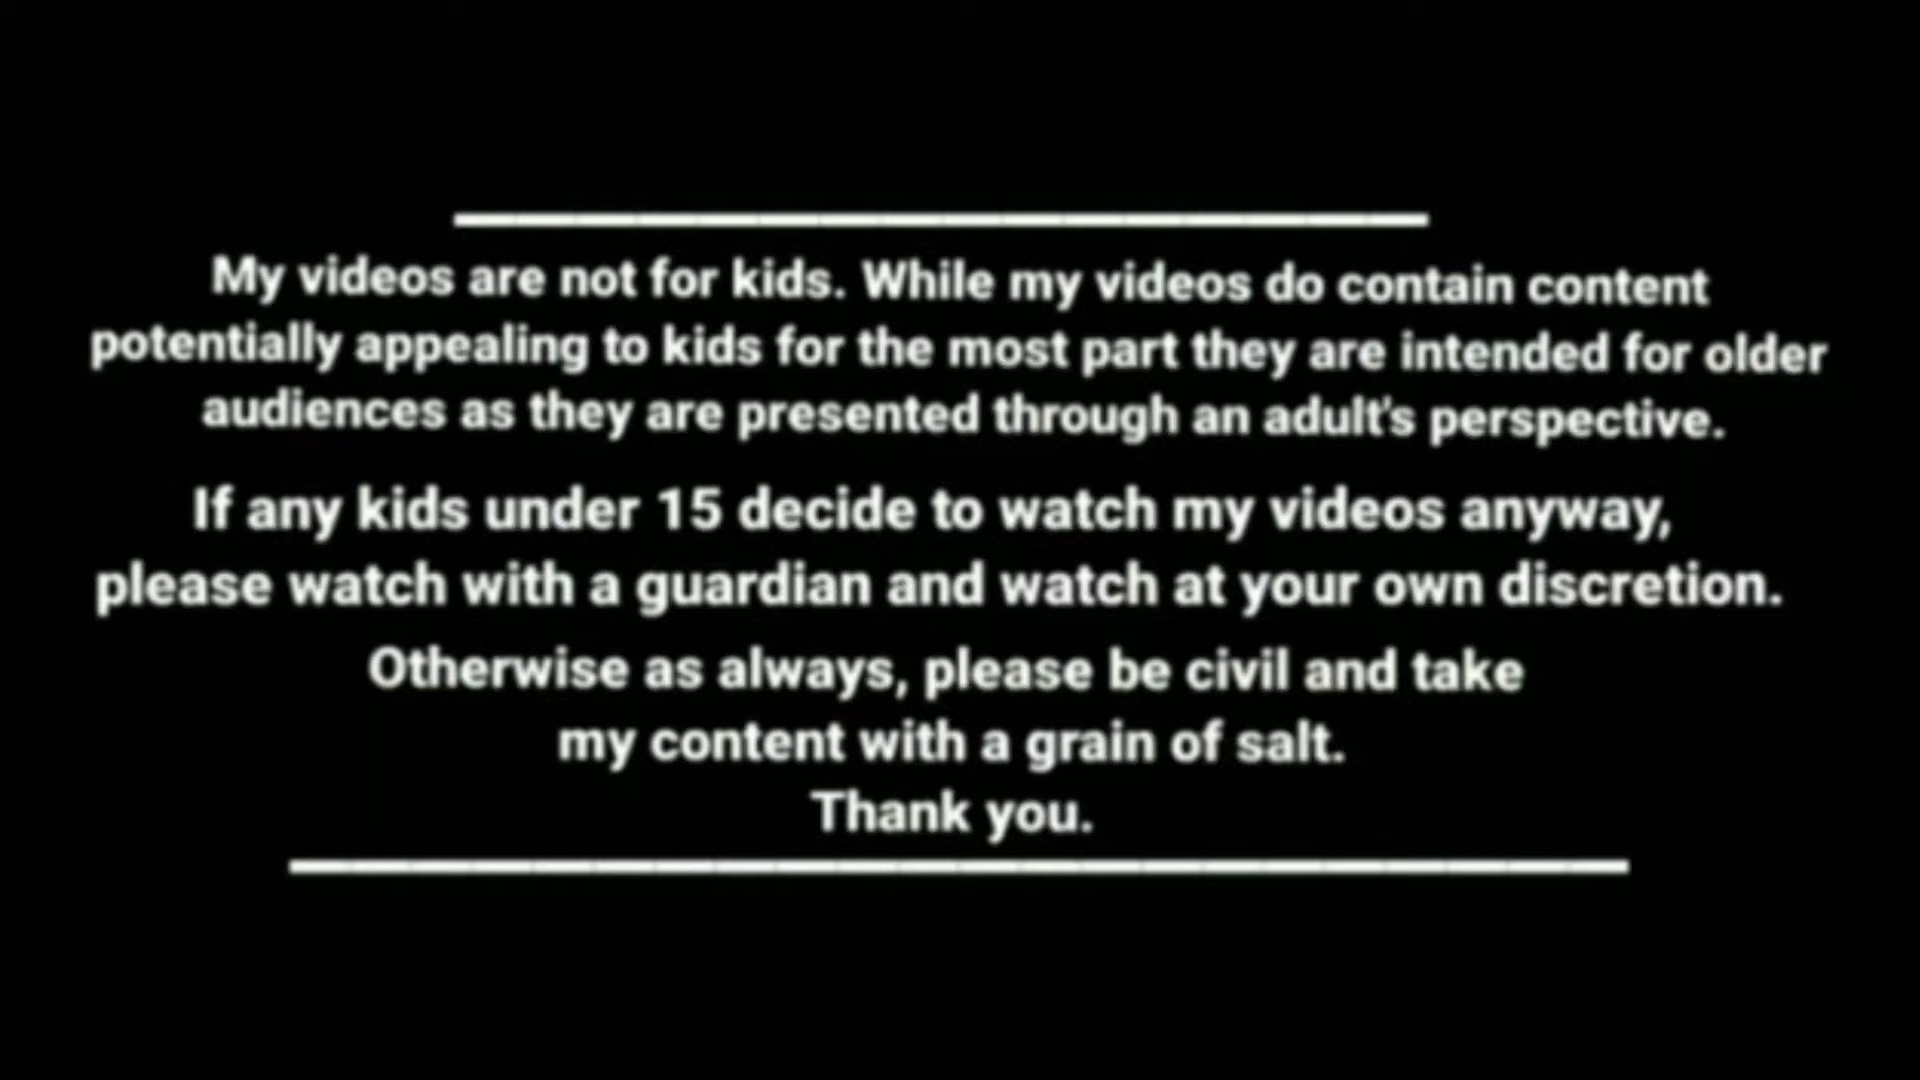 My videos are not for kids. While my videos do contain content
potentially appealing to kids for the most part they are intended for older
audiences as they are presented through an adult's perspective.
If any kids under 15 decide to watch my videos anyway,
please watch with a guardian and watch at your own discretion.
Otherwise as always, please be civil and take
my content with a grain of salt.
Thank you.